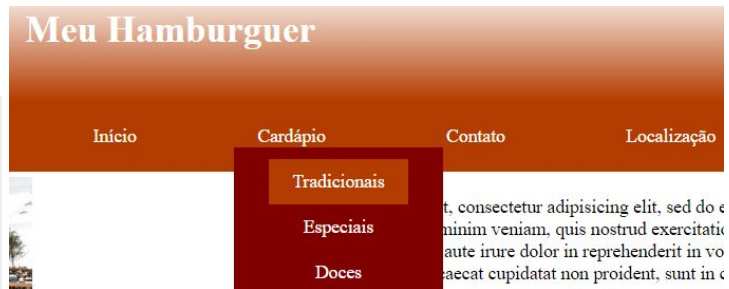 Meu Hamburguer
Início Cardápio Contato Localização
Tradicionais
Especiais
Doces
t, consectetur adipisicing elit, sed do e
minim veniam, quis nostrud exercitatio
aute irure dolor in reprehenderit in vo
caecat cupidatat non proident, sunt in c